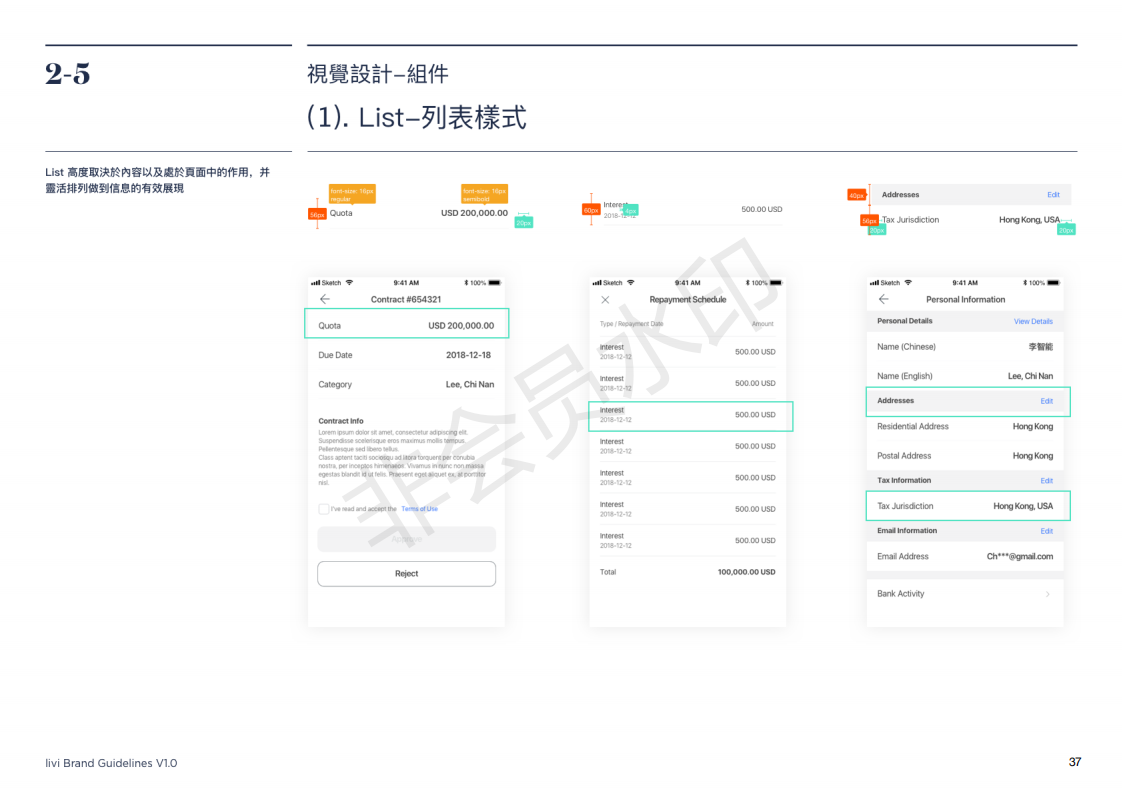 2-5
視覺設計–組件
(1). List–列表樣式
List 高度取決於內容以及處於頁面中的作用，并
靈活排列做到信息的有效展現
font-size: 16px
regular
font-size: 16px
semibold
56px
Quota
USD 200,000.00
20px
60px
Interest
4px
2018-12-12
500.00 USD
40px
Addresses
Edit
56px
Tax Jurisdiction
Hong Kong, USA
20px
20px
Sketch
9:41 AM
100%
Contract #654321
Quota
USD 200,000.00
Due Date
2018-12-18
Category
Lee, Chi Nan
Contract Info
Lorem ipsum dolor sit amet, consectetur adipiscing elit.
Suspendisse scelerisque eros maximus mollis tempus.
Pellentesque sed libero tellus.
Class aptent taciti sociosqu ad litora torquent per conubia
nostra, per inceptos himenaeos. Vivamus in nunc non massa
egestas blandit id ut felis. Praesent eget aliquet ex, at porttitor
nisl.
I've read and accept the Terms of Use
Approve
Reject
Sketch
9:41 AM
100%
Repayment Schedule
Type / Repayment Date
Amount
Interest
2018-12-12
500.00 USD
Interest
2018-12-12
500.00 USD
Interest
2018-12-12
500.00 USD
Interest
2018-12-12
500.00 USD
Interest
2018-12-12
500.00 USD
Interest
2018-12-12
500.00 USD
Interest
2018-12-12
500.00 USD
Total
100,000.00 USD
Sketch
9:41 AM
100%
Personal Information
Personal Details
View Details
Name (Chinese)
李智能
Name (English)
Lee, Chi Nan
Addresses
Edit
Residential Address
Hong Kong
Postal Address
Hong Kong
Tax Information
Edit
Tax Jurisdiction
Hong Kong, USA
Email Information
Edit
Email Address
Ch***@gmail.com
Bank Activity
非会员水印
livi Brand Guidelines V1.0
37